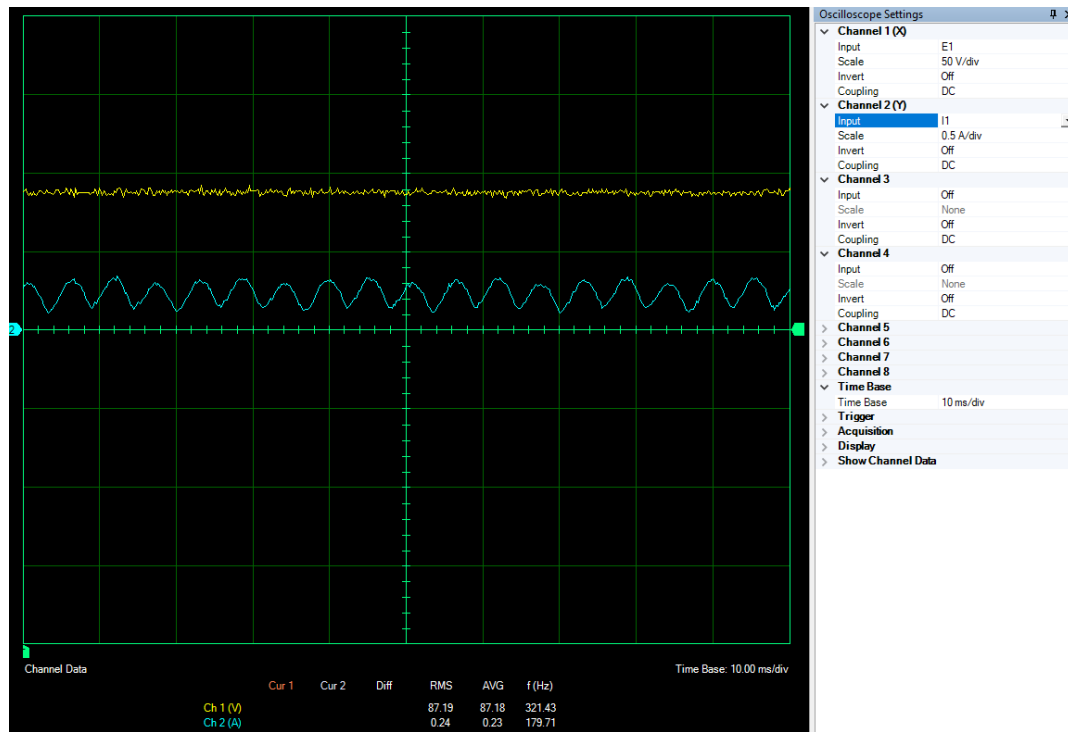 Oscilloscope Settings
Channel 1 (X)
Input E1
Scale 50 V/div
Invert Off
Coupling DC
Channel 2 (Y)
Input I1
Scale 0.5 A/div
Invert Off
Coupling DC
Channel 3
Input Off
Scale None
Invert Off
Coupling DC
Channel 4
Input Off
Scale None
Invert Off
Coupling DC
Channel 5
Channel 6
Channel 7
Channel 8
Time Base
Time Base 10 ms/div
Trigger
Acquisition
Display
Show Channel Data
2
Channel Data Time Base: 10.00 ms/div
Cur 1 Cur 2 Diff RMS AVG f (Hz)
Ch 1 (V) 87.19 87.18 321.43
Ch 2 (A) 0.24 0.23 179.71